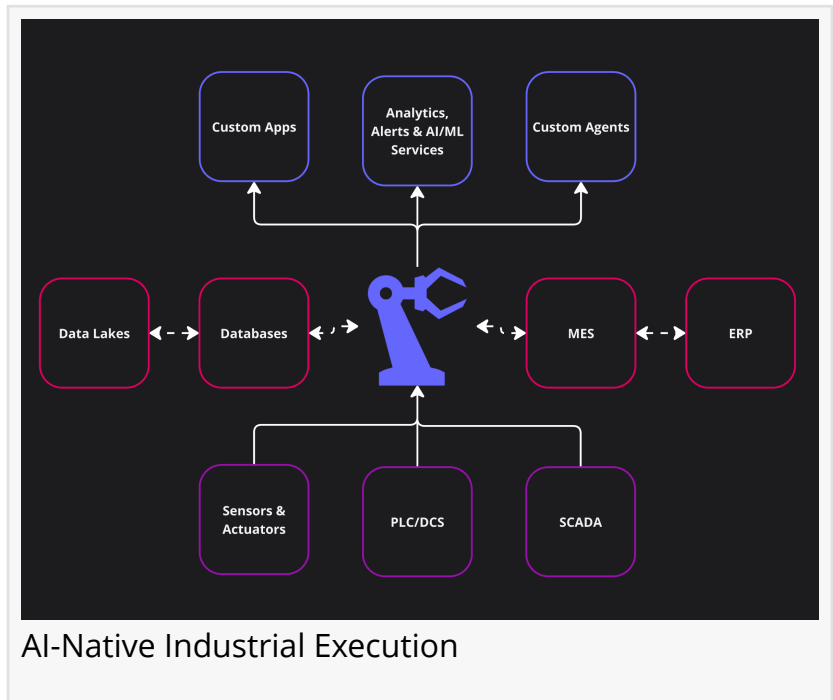 Custom Apps
Analytics,
Alerts & AI/ML
Services
Custom Agents
Data Lakes
Databases
MES
ERP
Sensors &
Actuators
PLC/DCS
SCADA
AI-Native Industrial Execution